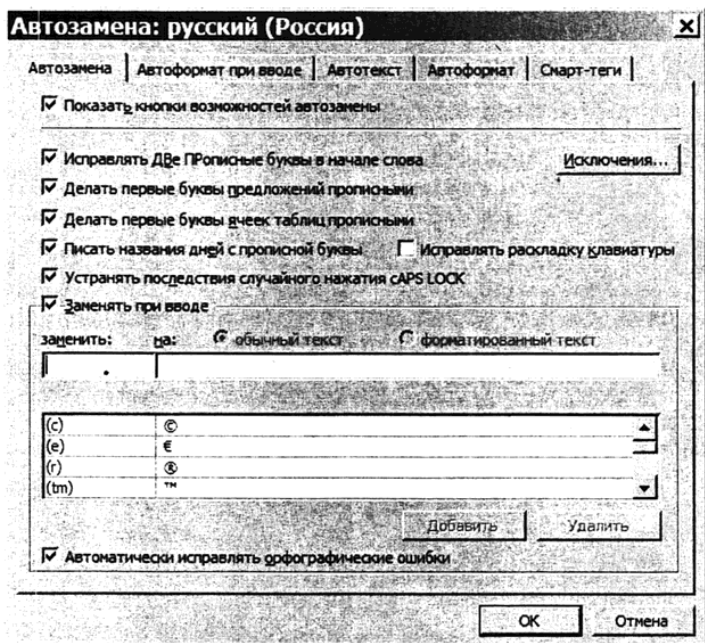 Автозамена: русский (Россия)
Автозамена Автоформат при вводе Автотекст Автоформат Смарт-теги
Показать кнопки возможностей автозамены
Исправлять ДВе ПРописные буквы в начале слова Исключения...
Делать первые буквы предложений прописными
Делать первые буквы ячеек таблиц прописными
Писать названия дней с прописной буквы Исправлять раскладку клавиатуры
Устранять последствия случайного нажатия cAPS LOCK
Заменять при вводе
заменить: на: обычный текст форматированный текст
(c) ©
(e) €
(r) ®
(tm) ™
Добавить Удалить
Автоматически исправлять орфографические ошибки
ОК Отмена